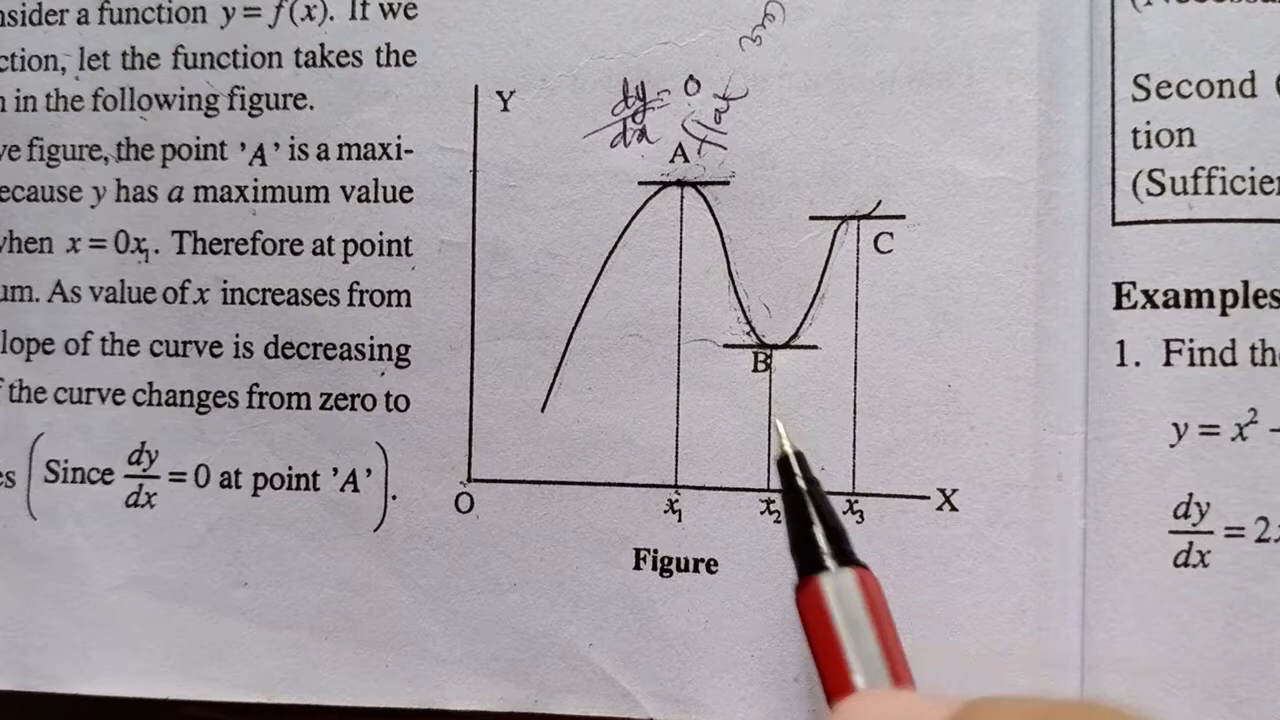 nsider a function y = f(x). If we
ction, let the function takes the
n in the following figure.
ve figure, the point 'A' is a maxi-
ecause y has a maximum value
when x = 0x₁. Therefore at point
um. As value of x increases from
lope of the curve is decreasing
f the curve changes from zero to
es (Since dy/dx = 0 at point 'A').
dy/dx = 0
flat
Y
A
C
B
O
x₁
x₂
x₃
X
Figure
Second
tion
(Sufficie
Examples
1. Find th
y = x² -
dy/dx = 2